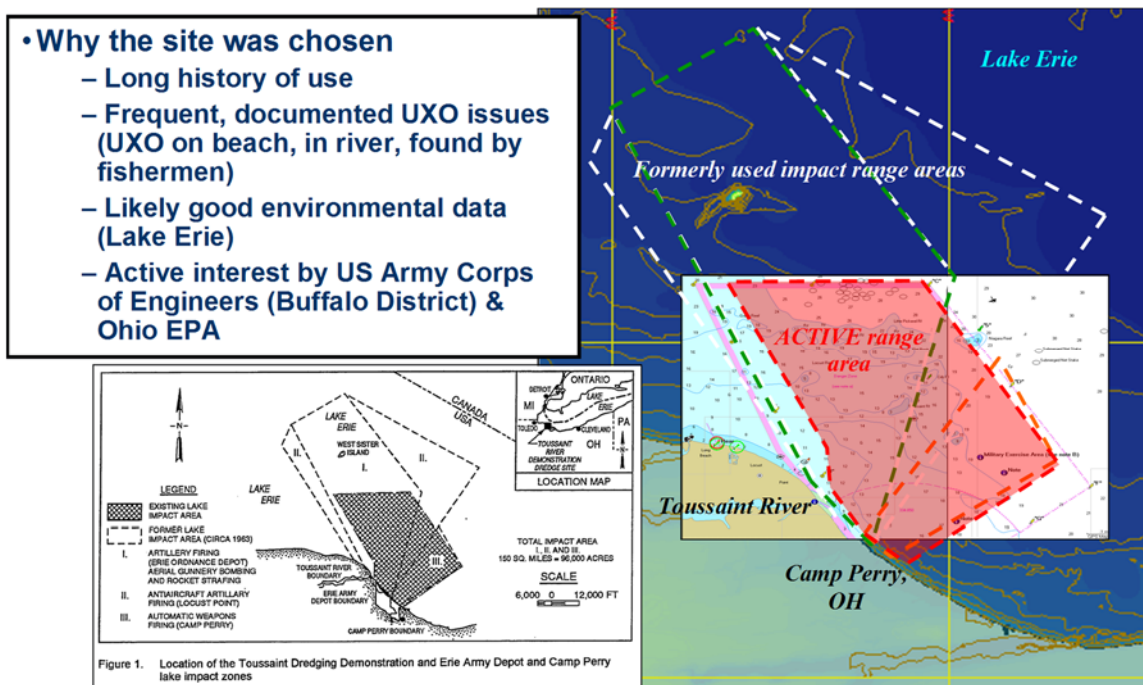 • Why the site was chosen
– Long history of use
– Frequent, documented UXO issues
(UXO on beach, in river, found by
fishermen)
– Likely good environmental data
(Lake Erie)
– Active interest by US Army Corps
of Engineers (Buffalo District) &
Ohio EPA
Lake Erie
Formerly used impact range areas
ACTIVE range
area
Military Exercise Area (see note B)
Note
Toussaint River
Camp Perry,
OH
CANADA
USA
LAKE
ERIE
WEST SISTER
ISLAND
II.
I.
II.
LAKE
ERIE
III.
-N-
ONTARIO
DETROIT
MI
LAKE
ERIE
PA
TOLEDO
CLEVELAND
OH
TOUSSAINT
RIVER
DEMONSTRATION
DREDGE SITE
LOCATION MAP
-N-
LEGEND
EXISTING LAKE
IMPACT AREA
FORMER LAKE
IMPACT AREA (CIRCA 1963)
I. ARTILLERY FIRING
(ERIE ORDNANCE DEPOT)
AERIAL GUNNERY BOMBING
AND ROCKET STRAFING
II. ANTIAIRCRAFT ARTILLERY
FIRING (LOCUST POINT)
III. AUTOMATIC WEAPONS
FIRING (CAMP PERRY)
TOUSSAINT RIVER
BOUNDARY
ERIE ARMY
DEPOT BOUNDARY
CAMP PERRY BOUNDARY
TOTAL IMPACT AREA
I., II. AND III.
150 SQ. MILES = 96,000 ACRES
SCALE
6,000 0 12,000 FT
Figure 1. Location of the Toussaint Dredging Demonstration and Erie Army Depot and Camp Perry
lake impact zones